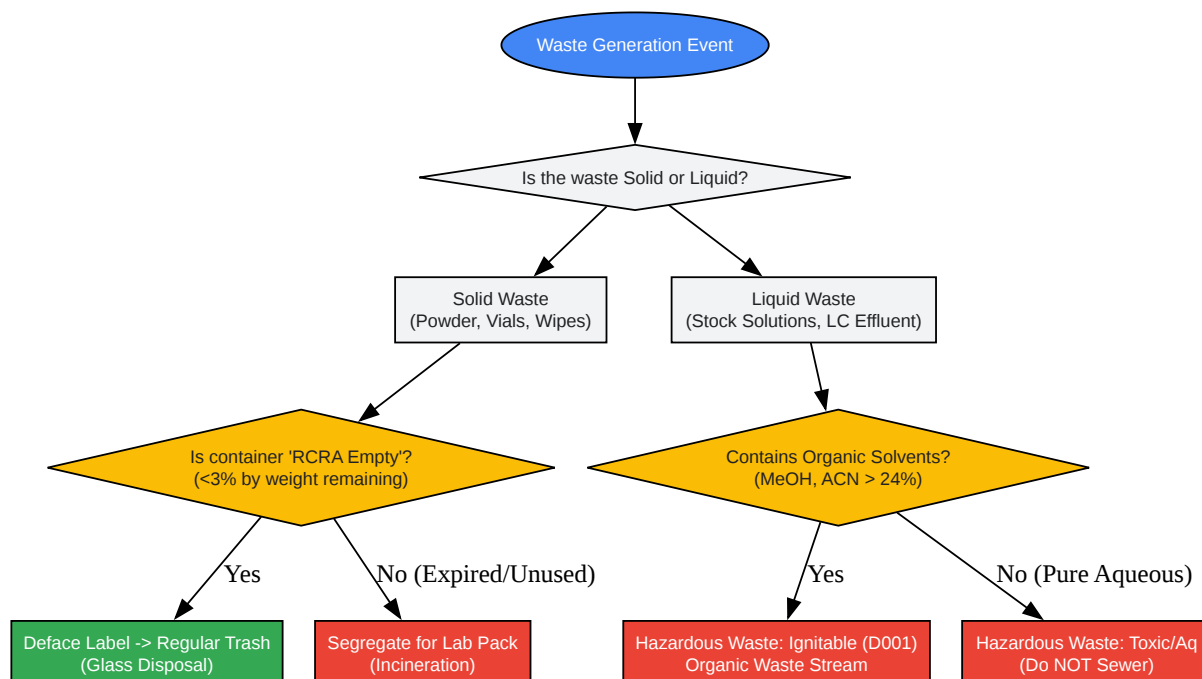 Waste Generation Event
Is the waste Solid or Liquid?
Solid Waste
(Powder, Vials, Wipes)
Liquid Waste
(Stock Solutions, LC Effluent)
Is container 'RCRA Empty'?
(<3% by weight remaining)
Contains Organic Solvents?
(MeOH, ACN > 24%)
Yes
No (Expired/Unused)
Yes
No (Pure Aqueous)
Deface Label -> Regular Trash
(Glass Disposal)
Segregate for Lab Pack
(Incineration)
Hazardous Waste: Ignitable (D001)
Organic Waste Stream
Hazardous Waste: Toxic/Aq
(Do NOT Sewer)